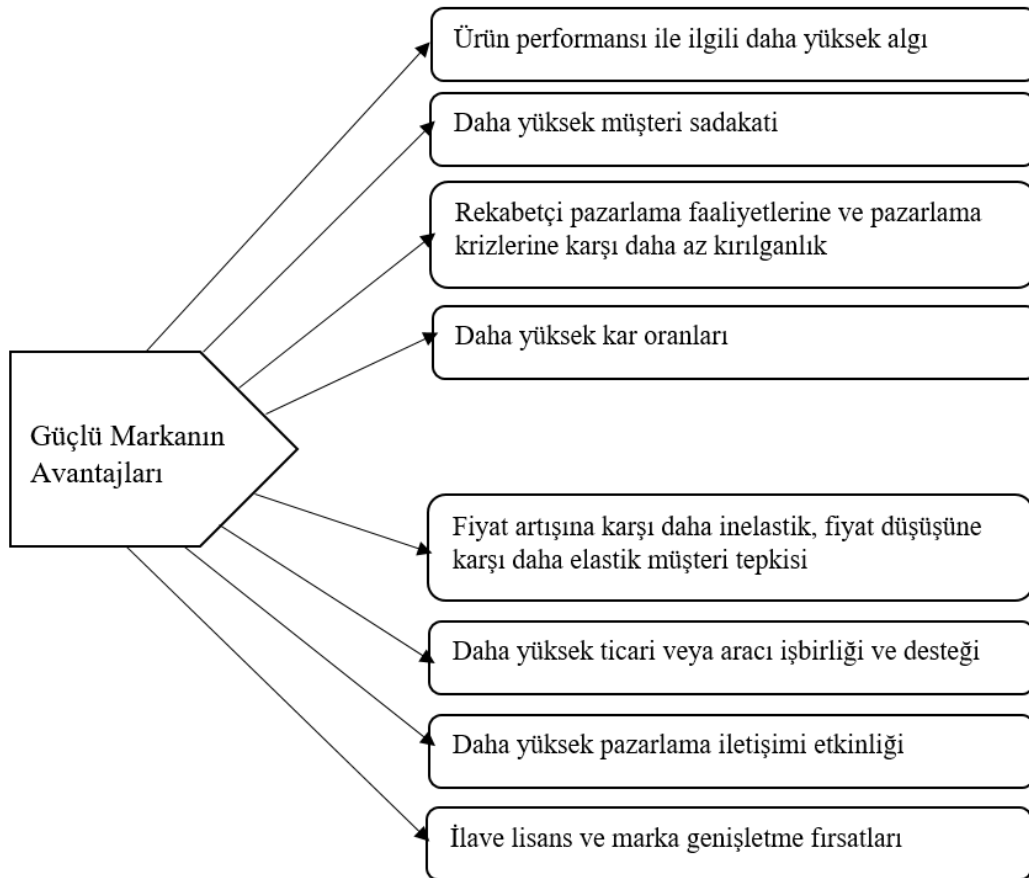 Ürün performansı ile ilgili daha yüksek algı
Daha yüksek müşteri sadakati
Rekabetçi pazarlama faaliyetlerine ve pazarlama
krizlerine karşı daha az kırılganlık
Daha yüksek kar oranları
Güçlü Markanın
Avantajları
Fiyat artışına karşı daha inelastik, fiyat düşüşüne
karşı daha elastik müşteri tepkisi
Daha yüksek ticari veya aracı işbirliği ve desteği
Daha yüksek pazarlama iletişimi etkinliği
İlave lisans ve marka genişletme fırsatları